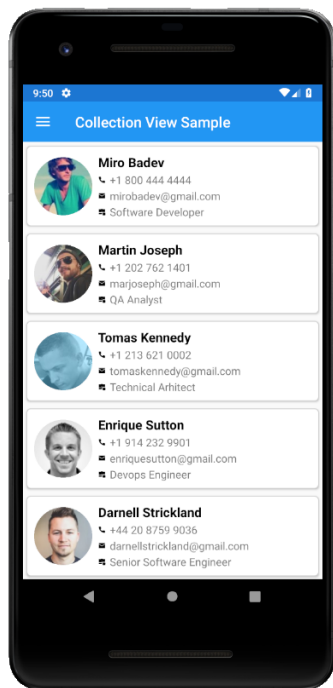 9:50
Collection View Sample
Miro Badev
+1 800 444 4444
mirobadev@gmail.com
Software Developer
Martin Joseph
+1 202 762 1401
marjoseph@gmail.com
QA Analyst
Tomas Kennedy
+1 213 621 0002
tomaskennedy@gmail.com
Technical Arhitect
Enrique Sutton
+1 914 232 9901
enriquesutton@gmail.com
Devops Engineer
Darnell Strickland
+44 20 8759 9036
darnellstrickland@gmail.com
Senior Software Engineer